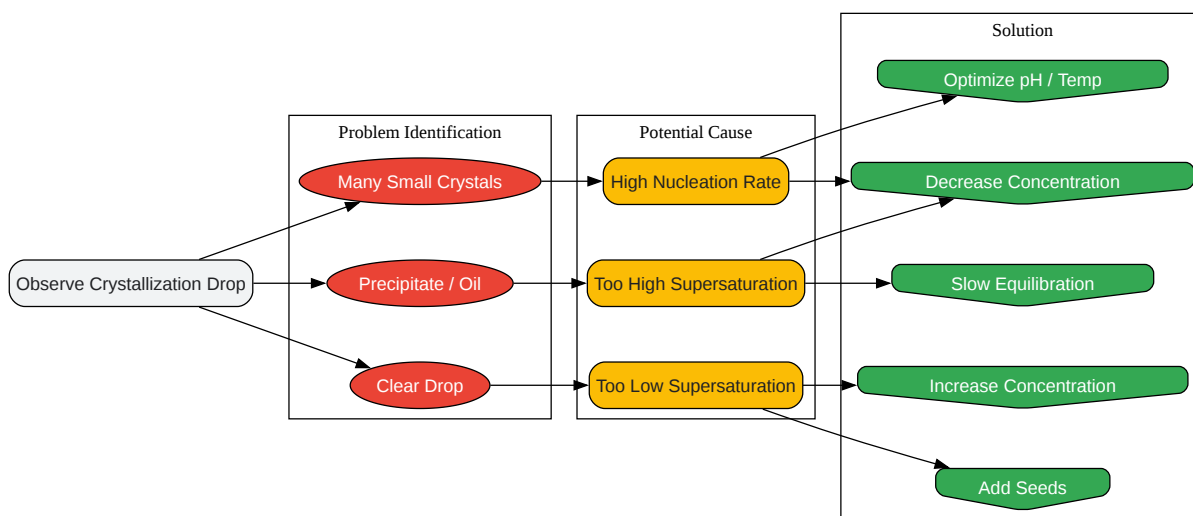 Observe Crystallization Drop
Problem Identification
Many Small Crystals
Precipitate / Oil
Clear Drop
Potential Cause
High Nucleation Rate
Too High Supersaturation
Too Low Supersaturation
Solution
Optimize pH / Temp
Decrease Concentration
Slow Equilibration
Increase Concentration
Add Seeds